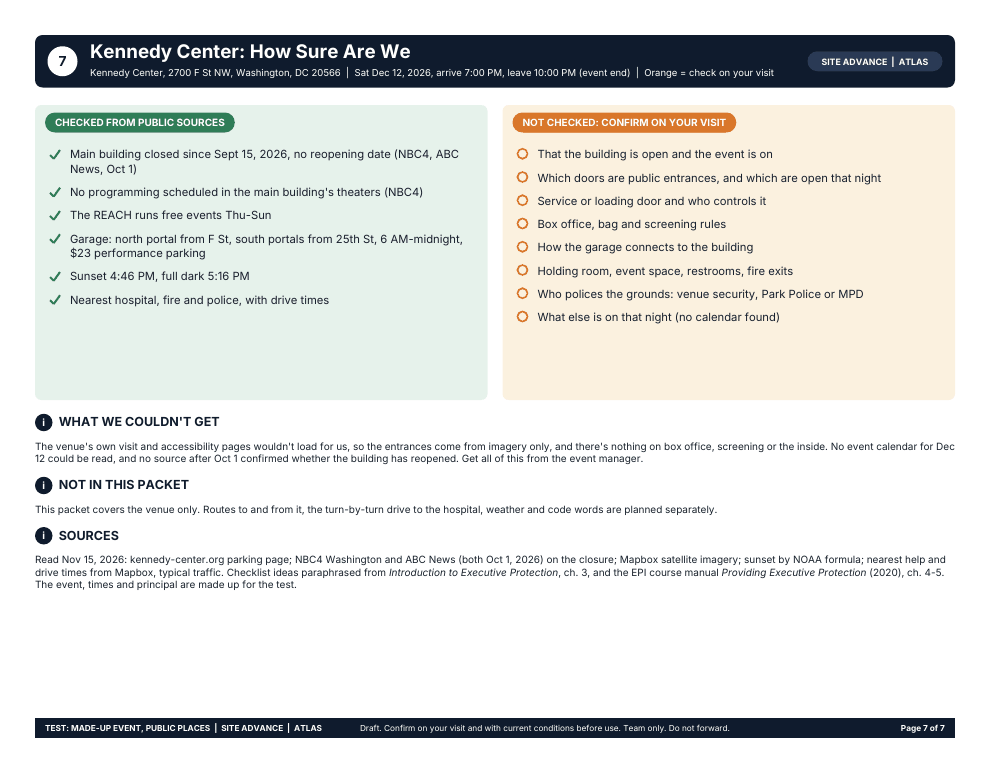 7
Kennedy Center: How Sure Are We
Kennedy Center, 2700 F St NW, Washington, DC 20566 | Sat Dec 12, 2026, arrive 7:00 PM, leave 10:00 PM (event end) | Orange = check on your visit
SITE ADVANCE | ATLAS
CHECKED FROM PUBLIC SOURCES
Main building closed since Sept 15, 2026, no reopening date (NBC4, ABC
News, Oct 1)
No programming scheduled in the main building's theaters (NBC4)
The REACH runs free events Thu-Sun
Garage: north portal from F St, south portals from 25th St, 6 AM-midnight,
$23 performance parking
Sunset 4:46 PM, full dark 5:16 PM
Nearest hospital, fire and police, with drive times
NOT CHECKED: CONFIRM ON YOUR VISIT
That the building is open and the event is on
Which doors are public entrances, and which are open that night
Service or loading door and who controls it
Box office, bag and screening rules
How the garage connects to the building
Holding room, event space, restrooms, fire exits
Who polices the grounds: venue security, Park Police or MPD
What else is on that night (no calendar found)
i WHAT WE COULDN'T GET
The venue's own visit and accessibility pages wouldn't load for us, so the entrances come from imagery only, and there's nothing on box office, screening or the inside. No event calendar for Dec
12 could be read, and no source after Oct 1 confirmed whether the building has reopened. Get all of this from the event manager.
i NOT IN THIS PACKET
This packet covers the venue only. Routes to and from it, the turn-by-turn drive to the hospital, weather and code words are planned separately.
i SOURCES
Read Nov 15, 2026: kennedy-center.org parking page; NBC4 Washington and ABC News (both Oct 1, 2026) on the closure; Mapbox satellite imagery; sunset by NOAA formula; nearest help and
drive times from Mapbox, typical traffic. Checklist ideas paraphrased from Introduction to Executive Protection, ch. 3, and the EPI course manual Providing Executive Protection (2020), ch. 4-5.
The event, times and principal are made up for the test.
TEST: MADE-UP EVENT, PUBLIC PLACES | SITE ADVANCE | ATLAS
Draft. Confirm on your visit and with current conditions before use. Team only. Do not forward.
Page 7 of 7